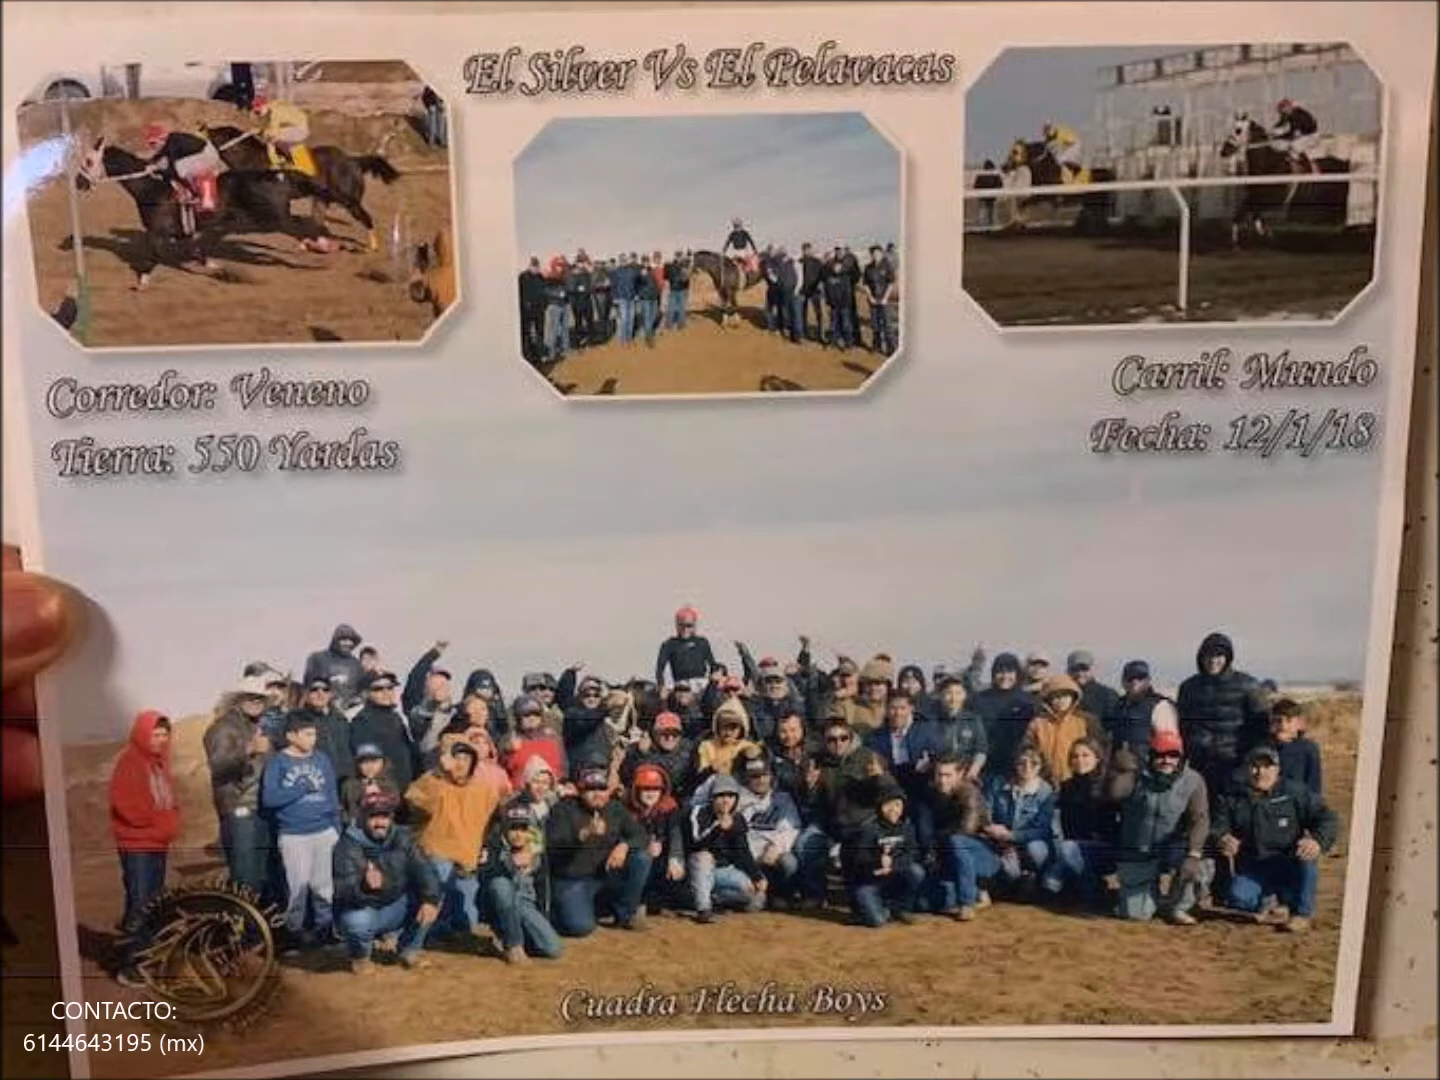 El Silver Vs El Pelavacas
1
Corredor: Veneno
Tierra: 550 Yardas
Carril: Mundo
Fecha: 12/1/18
Cuadra Flecha Boys
CONTACTO:
6144643195 (mx)